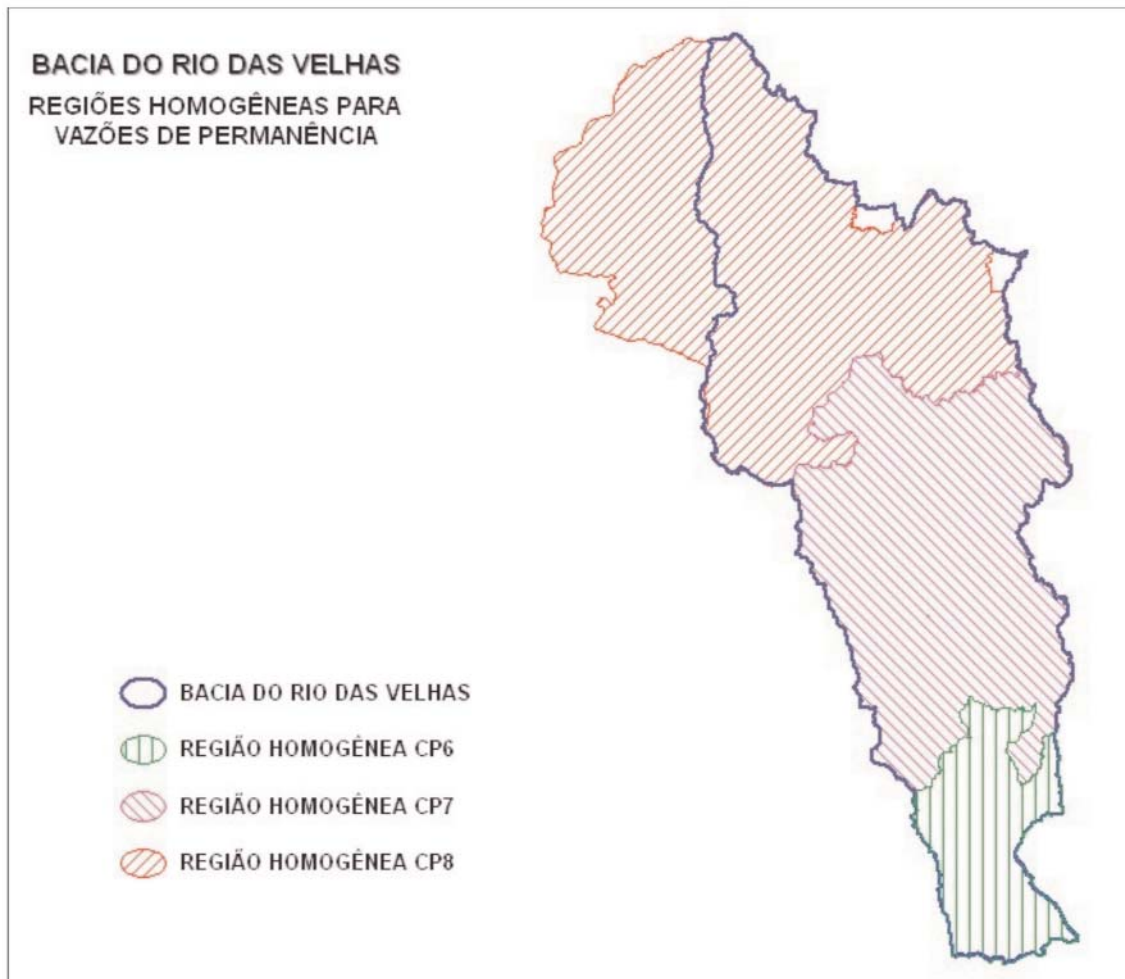 BACIA DO RIO DAS VELHAS
REGIÕES HOMOGÊNEAS PARA
VAZÕES DE PERMANÊNCIA
BACIA DO RIO DAS VELHAS
REGIÃO HOMOGÊNEA CP6
REGIÃO HOMOGÊNEA CP7
REGIÃO HOMOGÊNEA CP8